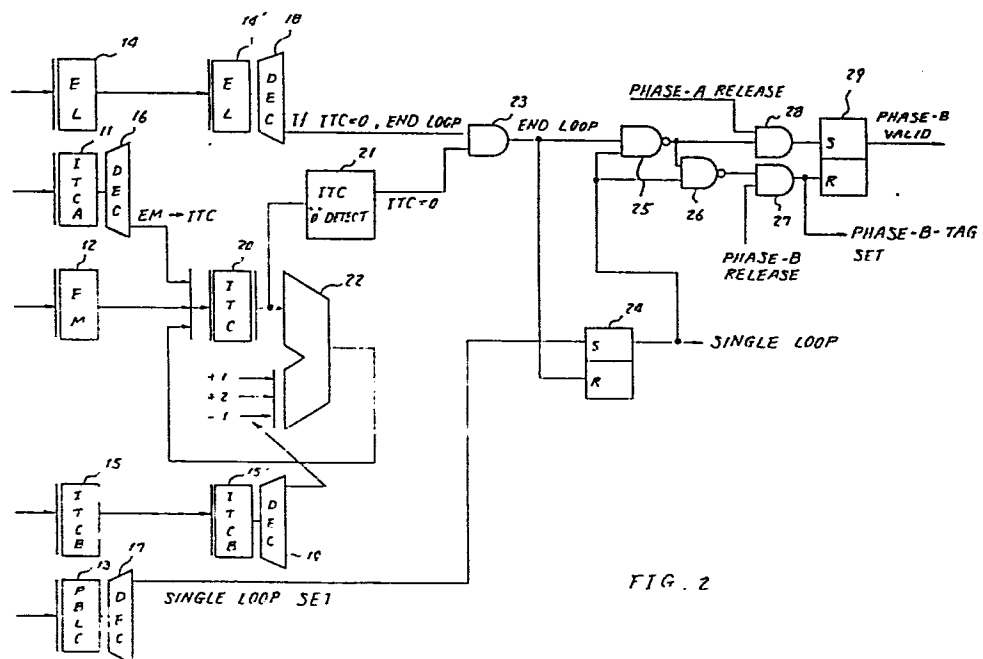 14
E
L
14'
E
L
18
D
E
C
If ITC=0, END LOOP
23
END LOOP
PHASE-A RELEASE
28
29
S
R
PHASE-B
VALID
25
26
27
PHASE-B
RELEASE
PHASE-B-TAG
SET
11
I
T
C
A
16
D
E
C
EM → ITC
21
ITC
"0" DETECT
ITC=0
12
E
M
20
I
T
C
22
+1
+2
-1
24
S
R
SINGLE LOOP
15
I
T
C
B
15'
I
T
C
B
D
E
C
19
13
P
B
L
C
17
D
E
C
SINGLE LOOP SET
FIG. 2